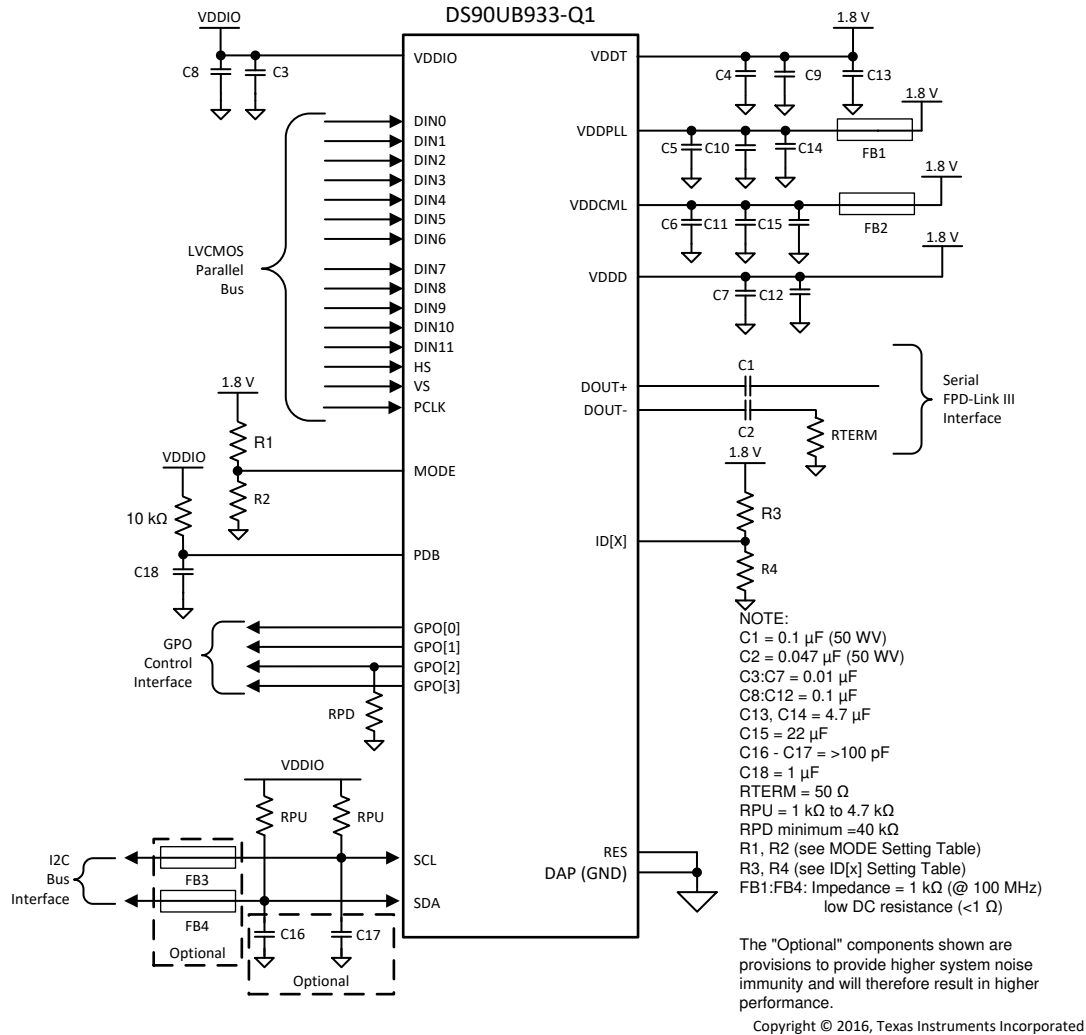 DS90UB933-Q1
VDDIO
C8
C3
VDDIO
LVCMOS
Parallel
Bus
DIN0
DIN1
DIN2
DIN3
DIN4
DIN5
DIN6
DIN7
DIN8
DIN9
DIN10
DIN11
HS
VS
PCLK
1.8 V
R1
R2
MODE
VDDIO
10 kΩ
C18
PDB
GPO
Control
Interface
GPO[0]
GPO[1]
GPO[2]
GPO[3]
RPD
VDDIO
RPU
RPU
I2C
Bus
Interface
FB3
FB4
Optional
SCL
SDA
C16
C17
Optional
1.8 V
VDDT
C4
C9
C13
1.8 V
VDDPLL
C5
C10
C14
FB1
1.8 V
VDDCML
C6
C11
C15
FB2
1.8 V
VDDD
C7
C12
DOUT+
DOUT-
C1
C2
RTERM
Serial
FPD-Link III
Interface
1.8 V
R3
ID[X]
R4
RES
DAP (GND)
NOTE:
C1 = 0.1 µF (50 WV)
C2 = 0.047 µF (50 WV)
C3:C7 = 0.01 µF
C8:C12 = 0.1 µF
C13, C14 = 4.7 µF
C15 = 22 µF
C16 - C17 = >100 pF
C18 = 1 µF
RTERM = 50 Ω
RPU = 1 kΩ to 4.7 kΩ
RPD minimum =40 kΩ
R1, R2 (see MODE Setting Table)
R3, R4 (see ID[x] Setting Table)
FB1:FB4: Impedance = 1 kΩ (@ 100 MHz)
low DC resistance (<1 Ω)
The "Optional" components shown are
provisions to provide higher system noise
immunity and will therefore result in higher
performance.
Copyright © 2016, Texas Instruments Incorporated